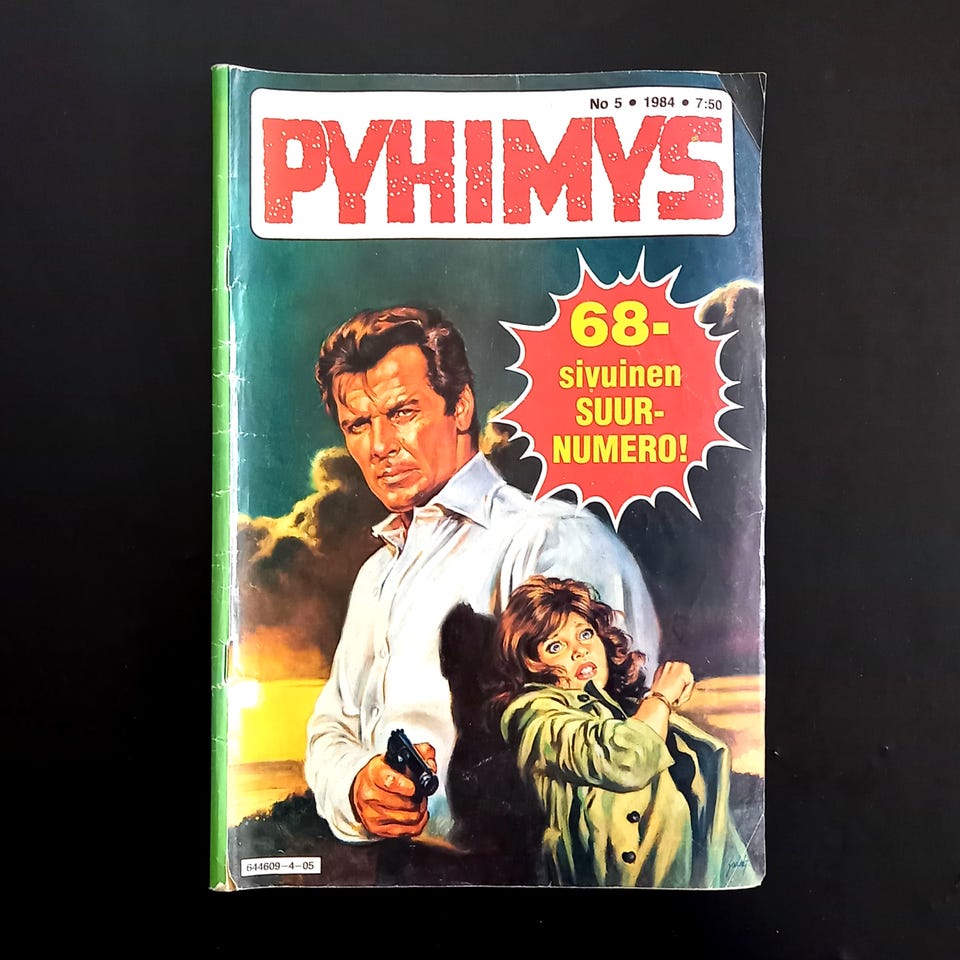 No 5 • 1984 • 7:50
PYHIMYS
68-
sivuinen
SUUR-
NUMERO!
644609-4-05